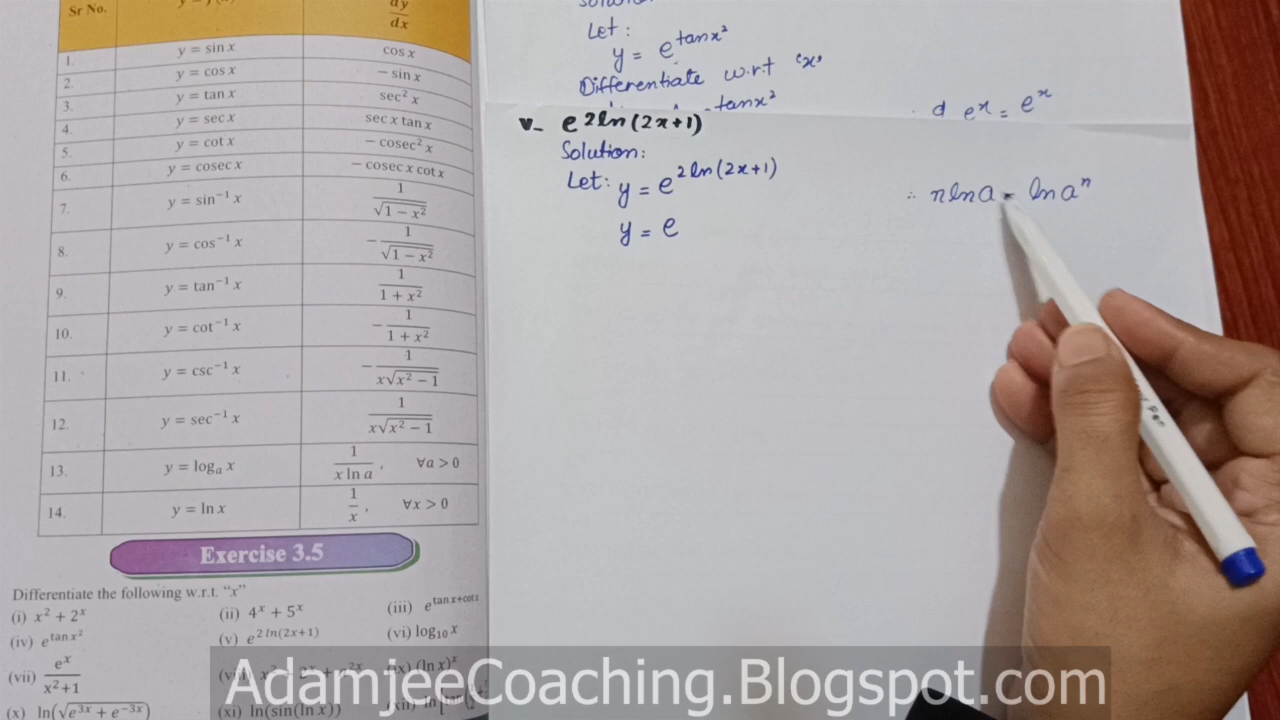 Sr No.
dy/dx
1. y = sin x cos x
2. y = cos x − sin x
3. y = tan x sec² x
4. y = sec x sec x tan x
5. y = cot x − cosec² x
6. y = cosec x − cosec x cot x
7. y = sin⁻¹ x 1/√(1 − x²)
8. y = cos⁻¹ x − 1/√(1 − x²)
9. y = tan⁻¹ x 1/(1 + x²)
10. y = cot⁻¹ x − 1/(1 + x²)
11. y = csc⁻¹ x − 1/(x√(x² − 1))
12. y = sec⁻¹ x 1/(x√(x² − 1))
13. y = logₐ x 1/(x ln a), ∀a > 0
14. y = ln x 1/x, ∀x > 0
Exercise 3.5
Differentiate the following w.r.t. “x”
(i) x² + 2ˣ (ii) 4ˣ + 5ˣ (iii) e^(tan x+cot x)
(iv) e^(tan x²) (v) e^(2 ln(2x+1)) (vi) log₁₀ x
(vii) eˣ/(x²+1) (ix) (ln x)ˣ
(x) ln(√(e³ˣ + e⁻³ˣ)) (xi) ln(sin(ln x))
Let :
y = e^(tanx²)
Differentiate w.r.t 'x'
tanx²
∴ d eˣ = eˣ
v- e^(2ln(2x+1))
Solution:
Let: y = e^(2ln(2x+1)) ∴ nlna = lnaⁿ
y = e
AdamjeeCoaching.Blogspot.com